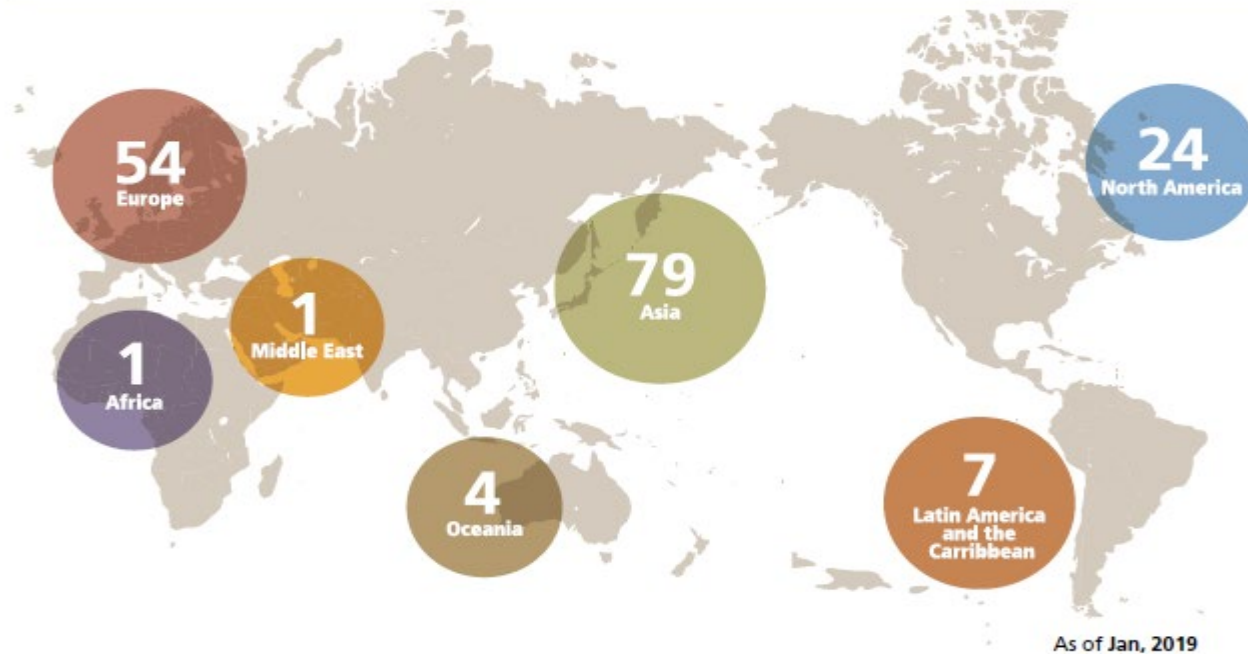 54
Europe
24
North America
79
Asia
1
Middle East
1
Africa
4
Oceania
7
Latin America
and the
Carribbean
As of Jan, 2019